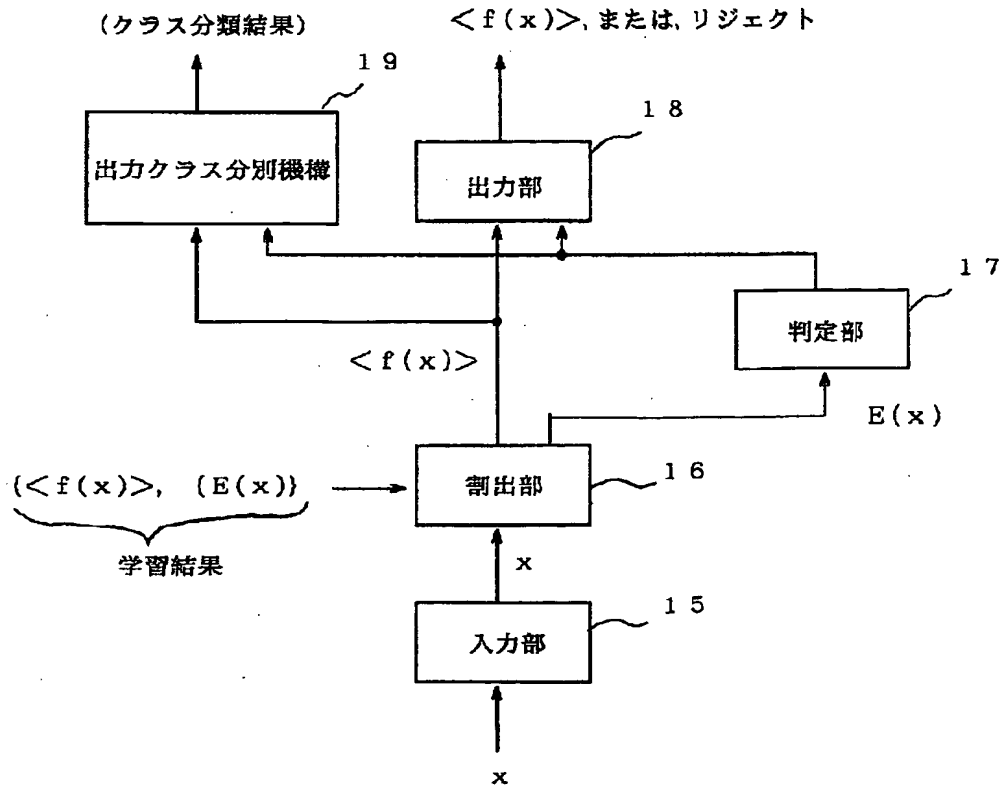 (クラス分類結果)
<f(x)>, または, リジェクト
19
出力クラス分別機構
18
出力部
17
判定部
<f(x)>
E(x)
{<f(x)>, {E(x)}
割出部
16
学習結果
x
15
入力部
x